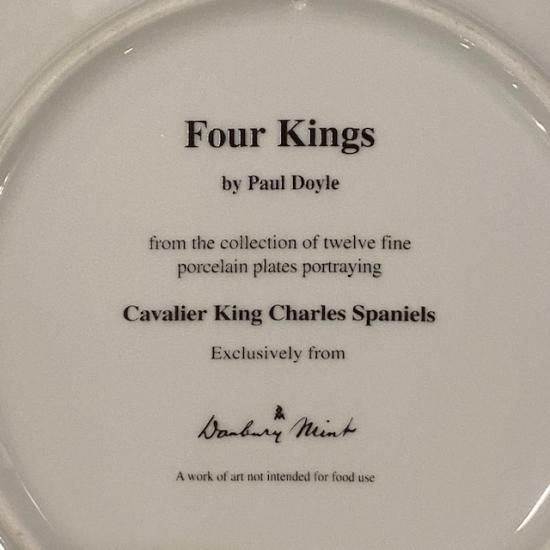 Four Kings
by Paul Doyle
from the collection of twelve fine
porcelain plates portraying
Cavalier King Charles Spaniels
Exclusively from
Danbury Mint
A work of art not intended for food use